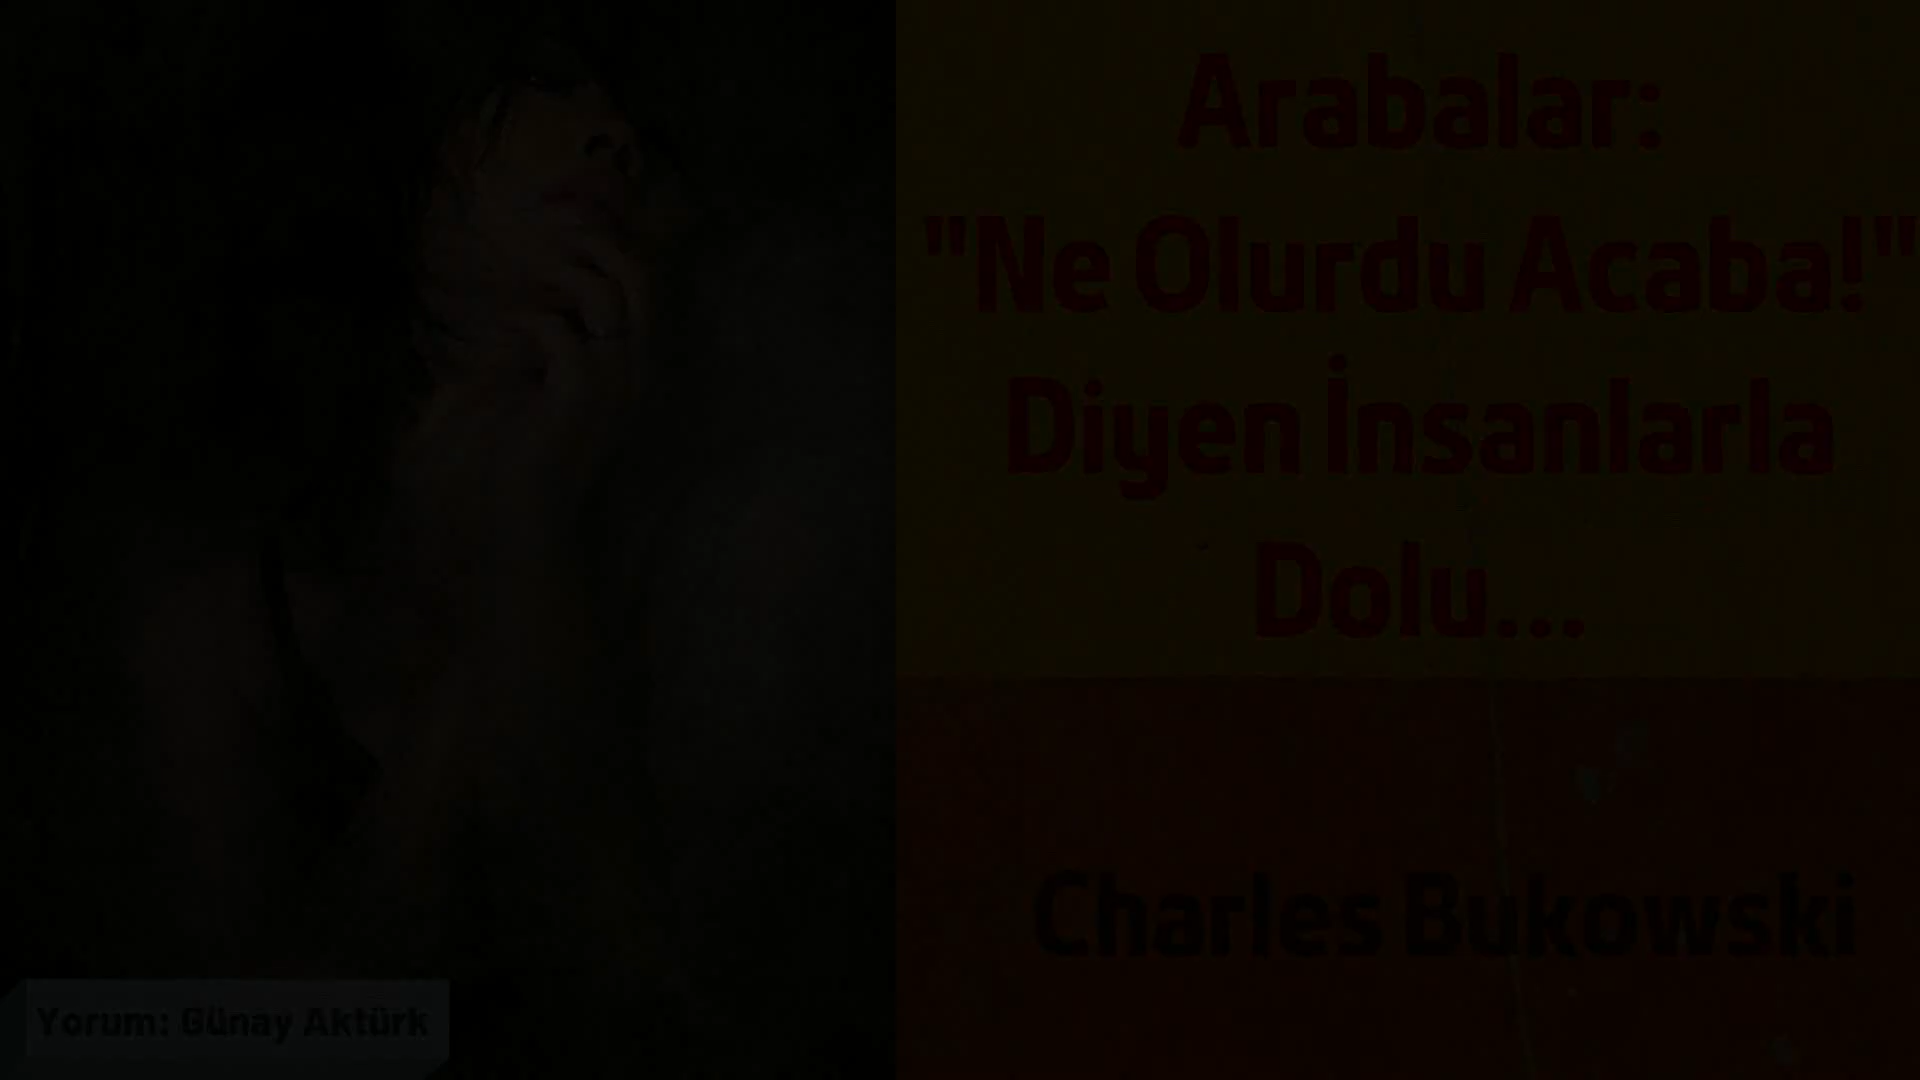 Arabalar:
"Ne Olurdu Acaba!"
Diyen İnsanlarla
Dolu...
Charles Bukowski
Yorum: Günay Aktürk